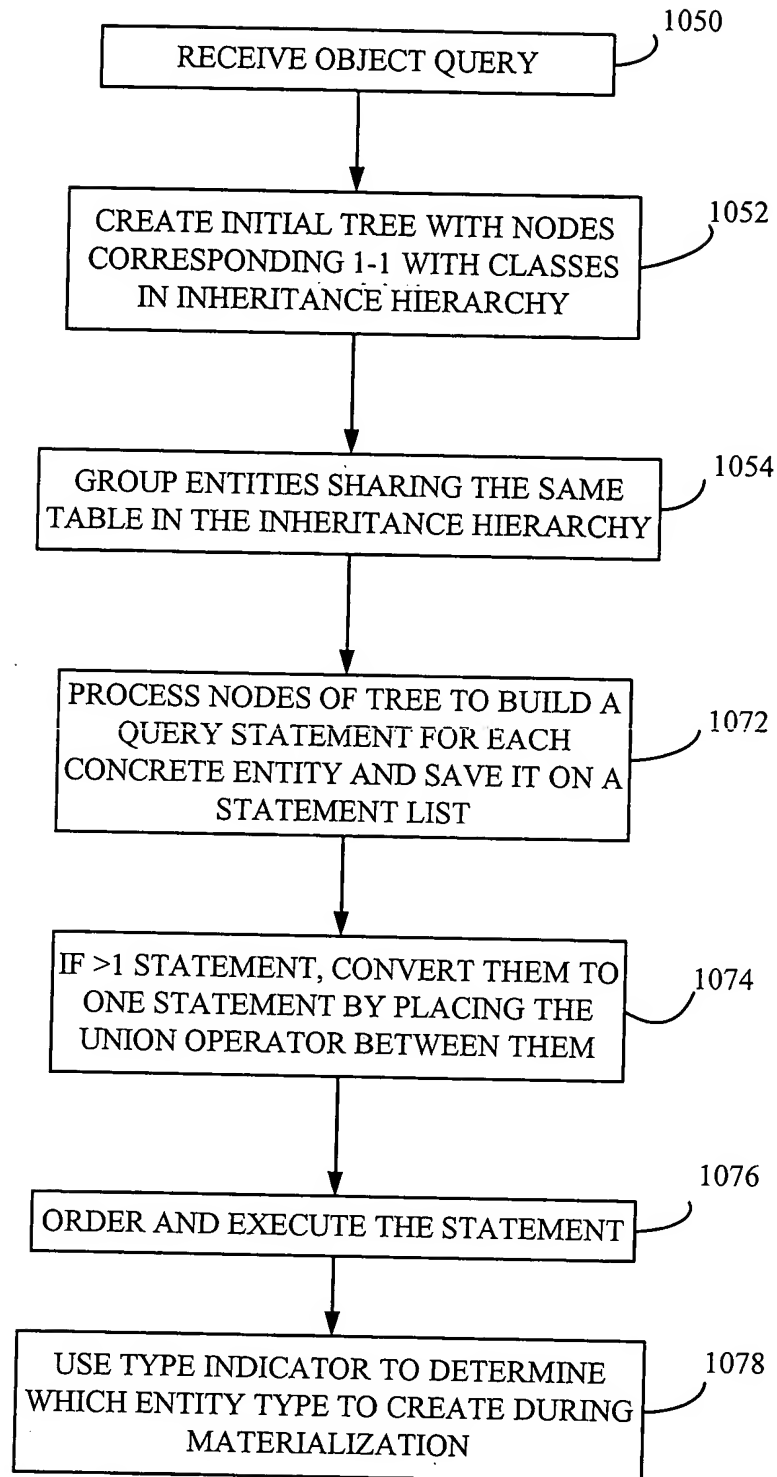 1050
RECEIVE OBJECT QUERY
1052
CREATE INITIAL TREE WITH NODES
CORRESPONDING 1-1 WITH CLASSES
IN INHERITANCE HIERARCHY
1054
GROUP ENTITIES SHARING THE SAME
TABLE IN THE INHERITANCE HIERARCHY
1072
PROCESS NODES OF TREE TO BUILD A
QUERY STATEMENT FOR EACH
CONCRETE ENTITY AND SAVE IT ON A
STATEMENT LIST
1074
IF >1 STATEMENT, CONVERT THEM TO
ONE STATEMENT BY PLACING THE
UNION OPERATOR BETWEEN THEM
1076
ORDER AND EXECUTE THE STATEMENT
1078
USE TYPE INDICATOR TO DETERMINE
WHICH ENTITY TYPE TO CREATE DURING
MATERIALIZATION